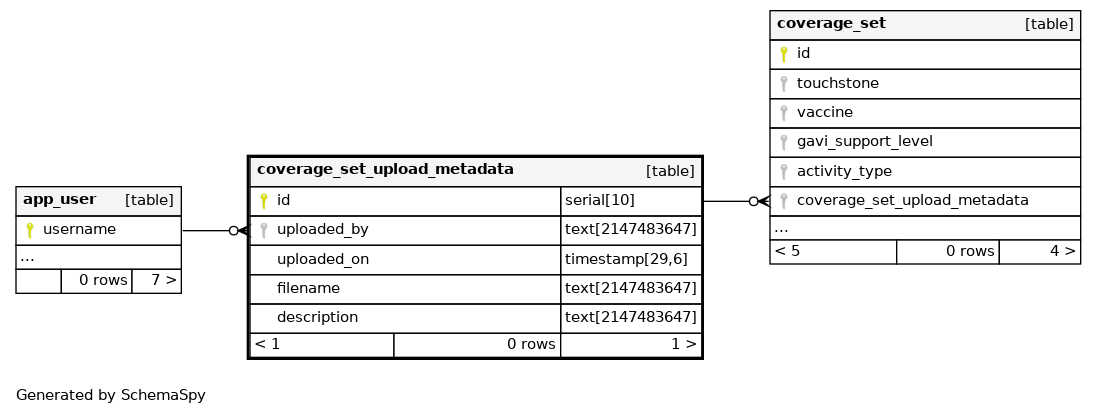 coverage_set [table]
id
touchstone
vaccine
gavi_support_level
activity_type
coverage_set_upload_metadata
...
< 5 0 rows 4 >
coverage_set_upload_metadata [table]
id serial[10]
uploaded_by text[2147483647]
uploaded_on timestamp[29,6]
filename text[2147483647]
description text[2147483647]
< 1 0 rows 1 >
app_user [table]
username
...
0 rows 7 >
Generated by SchemaSpy